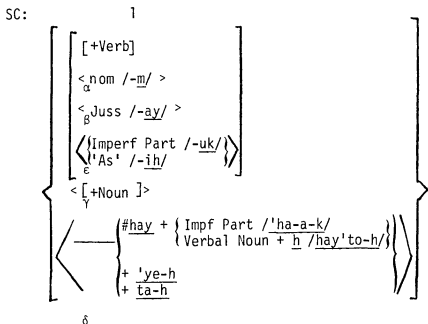 SC: 1
[+Verb]
<α nom /-m/ >
<β Juss /-ay/ >
<ε {Imperf Part /-uk/
'As' /-ih/}>
<γ [+Noun ]>
< ____ {#hay + {Impf Part /'ha-a-k/
Verbal Noun + h /hay'to-h/}
+ 'ye-h
+ ta-h
δ